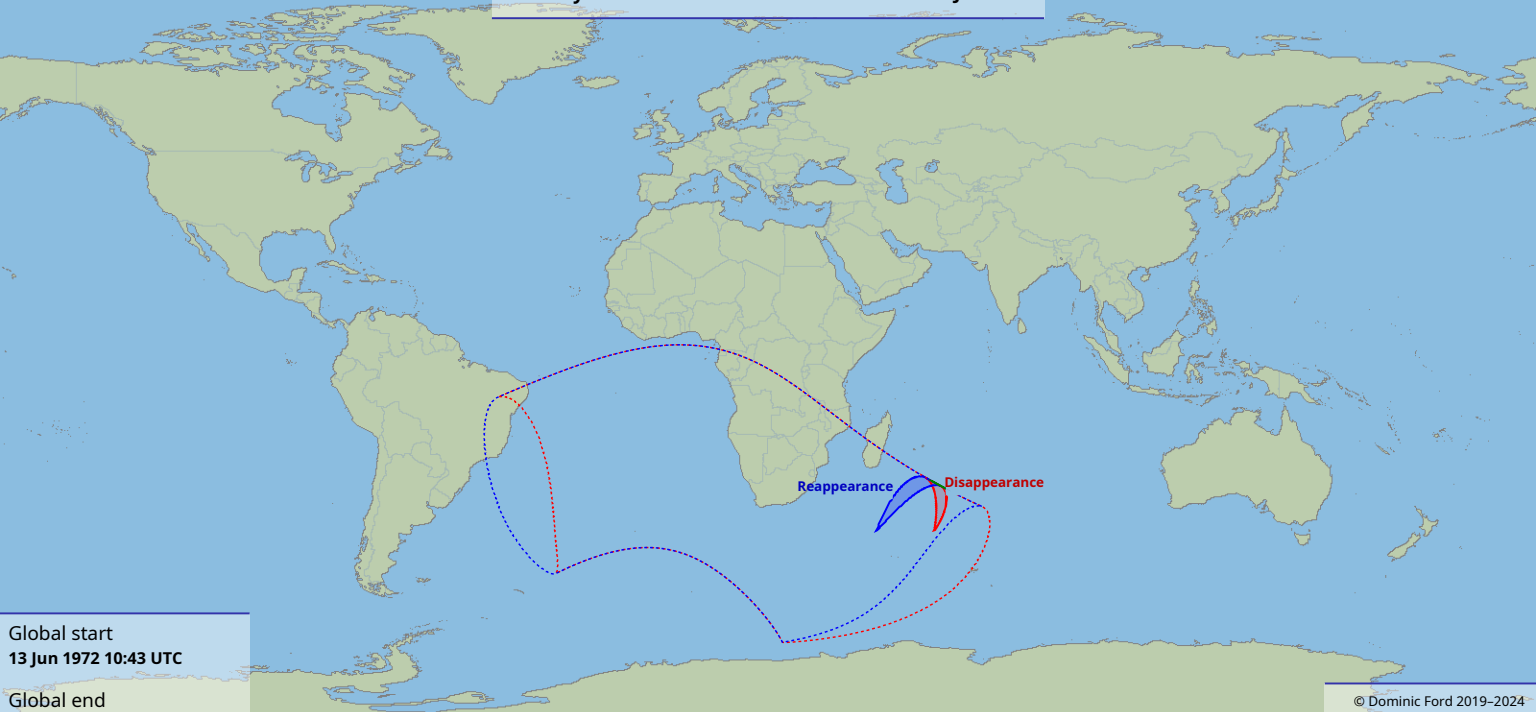 Reappearance
Disappearance
Global start
13 Jun 1972 10:43 UTC
Global end
© Dominic Ford 2019–2024